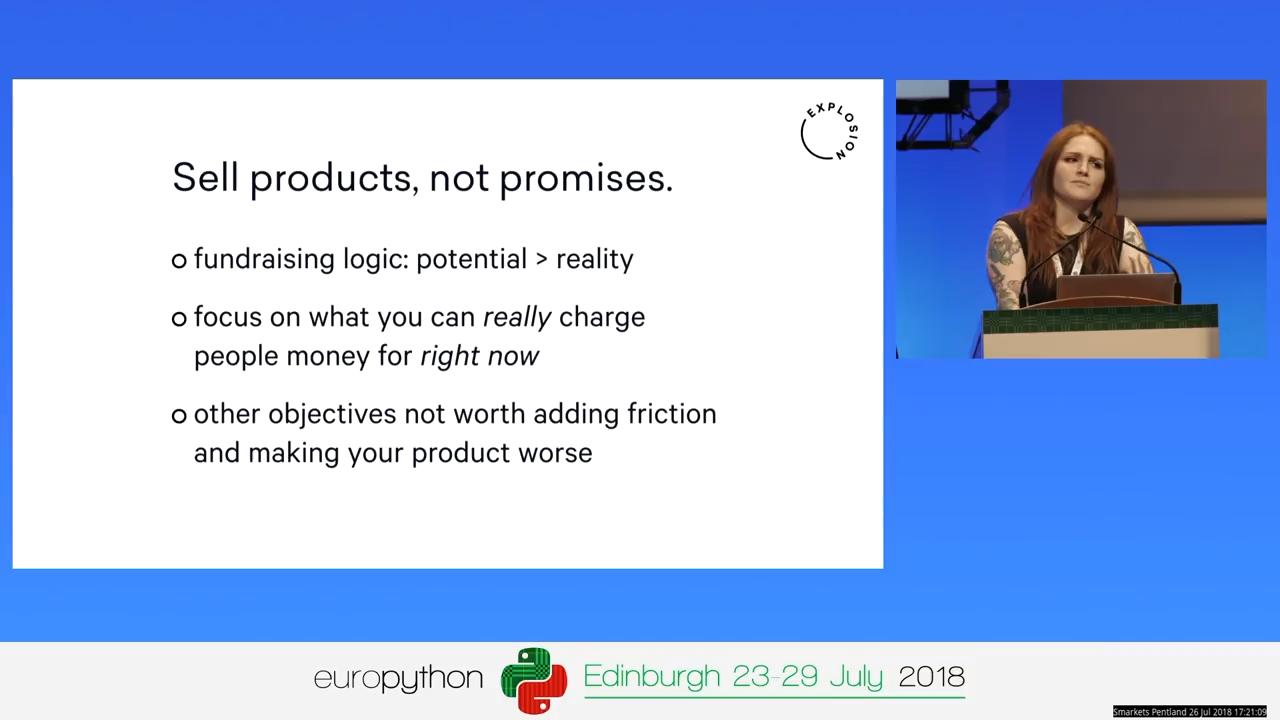 EXPLOSION
Sell products, not promises.
fundraising logic: potential > reality
focus on what you can really charge
people money for right now
other objectives not worth adding friction
and making your product worse
europython
Edinburgh 23-29 July 2018
Smarkets Pentland 26 Jul 2018 17:21:09